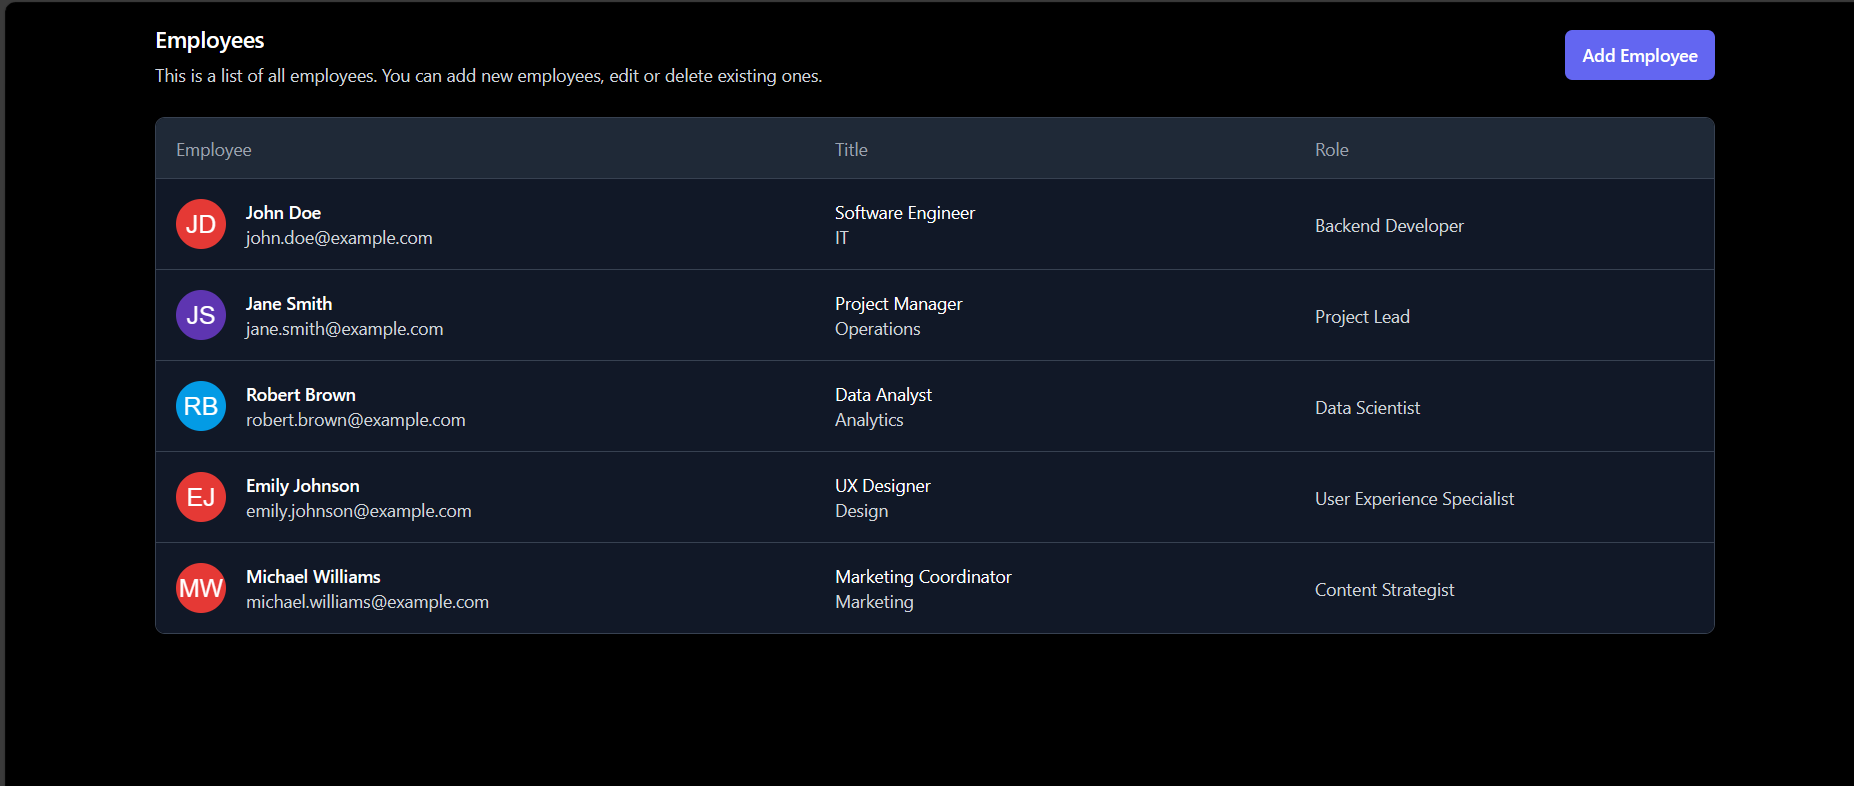 Employees
Add Employee
This is a list of all employees. You can add new employees, edit or delete existing ones.
Employee Title Role
JD
John Doe
john.doe@example.com
Software Engineer
IT
Backend Developer
JS
Jane Smith
jane.smith@example.com
Project Manager
Operations
Project Lead
RB
Robert Brown
robert.brown@example.com
Data Analyst
Analytics
Data Scientist
EJ
Emily Johnson
emily.johnson@example.com
UX Designer
Design
User Experience Specialist
MW
Michael Williams
michael.williams@example.com
Marketing Coordinator
Marketing
Content Strategist